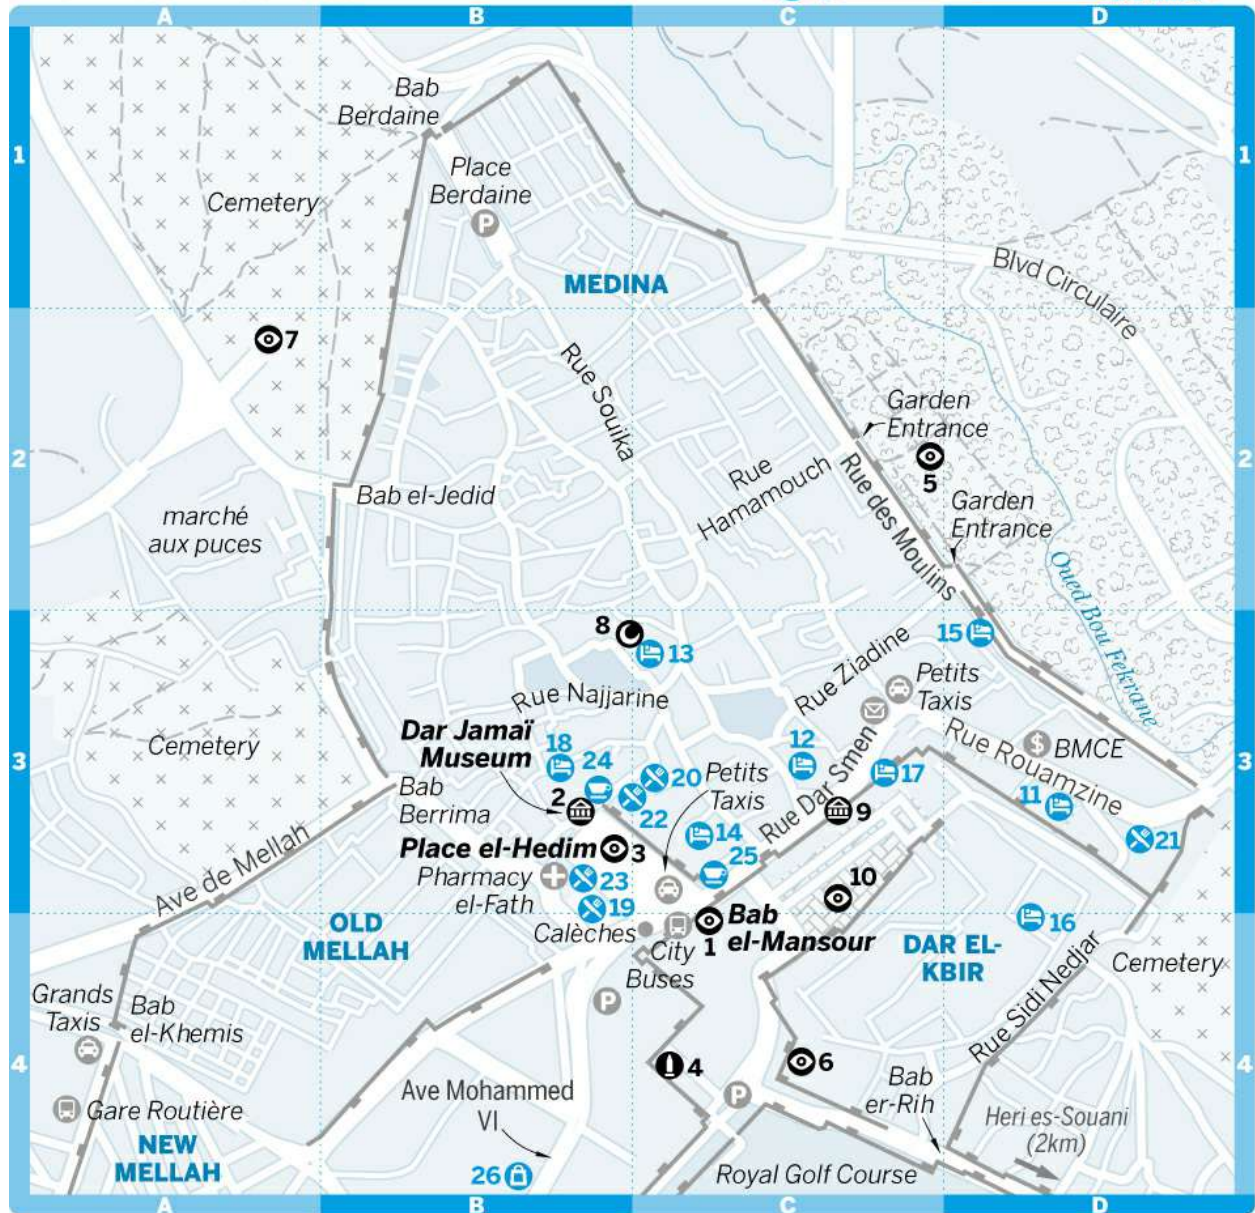 A B C D
Bab
Berdaine
1 1
Place
Berdaine
P
Cemetery
MEDINA
Blvd Circulaire
7
Rue Souika
Garden
Entrance
2 2
5
Rue
Hamamouch
Rue des Moulins
Garden
Entrance
Bab el-Jedid
marché
aux puces
Oued Bou Fekrane
8
13
15
Rue Najjarine
Rue Ziadine
Petits
Taxis
Cemetery
Dar Jamaï
Museum
18
24
12
Rue Dar Smen
$ BMCE
Rue Rouamzine
3 3
20
Petits
Taxis
17
Bab
Berrima
2
22
9
11
14
21
Place el-Hedim
3
25
Ave de Mellah
Pharmacy
el-Fath
23
10
19
OLD
MELLAH
Calèches
City
Buses
1
Bab
el-Mansour
DAR EL-
KBIR
16
Cemetery
Rue Sidi Nedjar
Grands
Taxis
Bab
el-Khemis
P
4 4
4
6
Ave Mohammed
VI
P
Bab
er-Rih
Heri es-Souani
(2km)
Gare Routière
NEW
MELLAH
26
Royal Golf Course
A B C D